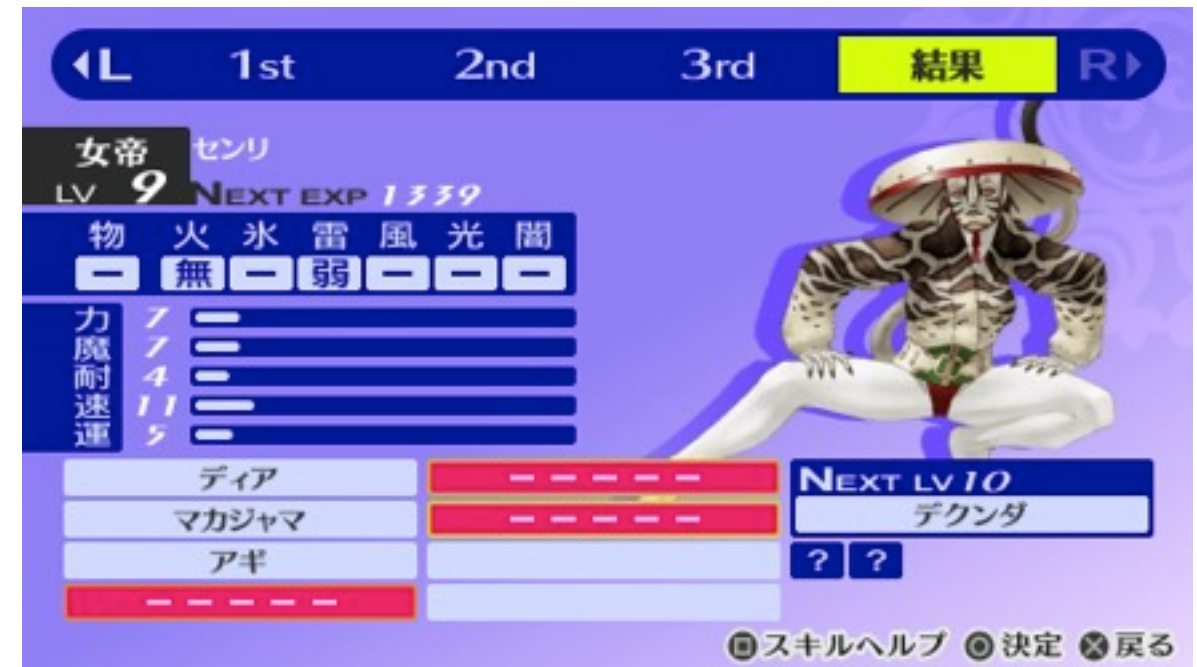 L 1st 2nd 3rd 結果 R
女帝 センリ
LV 9 NEXT EXP 1339
物 火 氷 雷 風 光 闇
ー 無 ー 弱 ー ー ー
力 7
魔 7
耐 4
速 11
運 5
ディア
マカジャマ
アギ
ー ー ー ー ー
ー ー ー ー ー
ー ー ー ー ー
NEXT LV 10
デクンダ
? ?
スキルヘルプ 決定 戻る